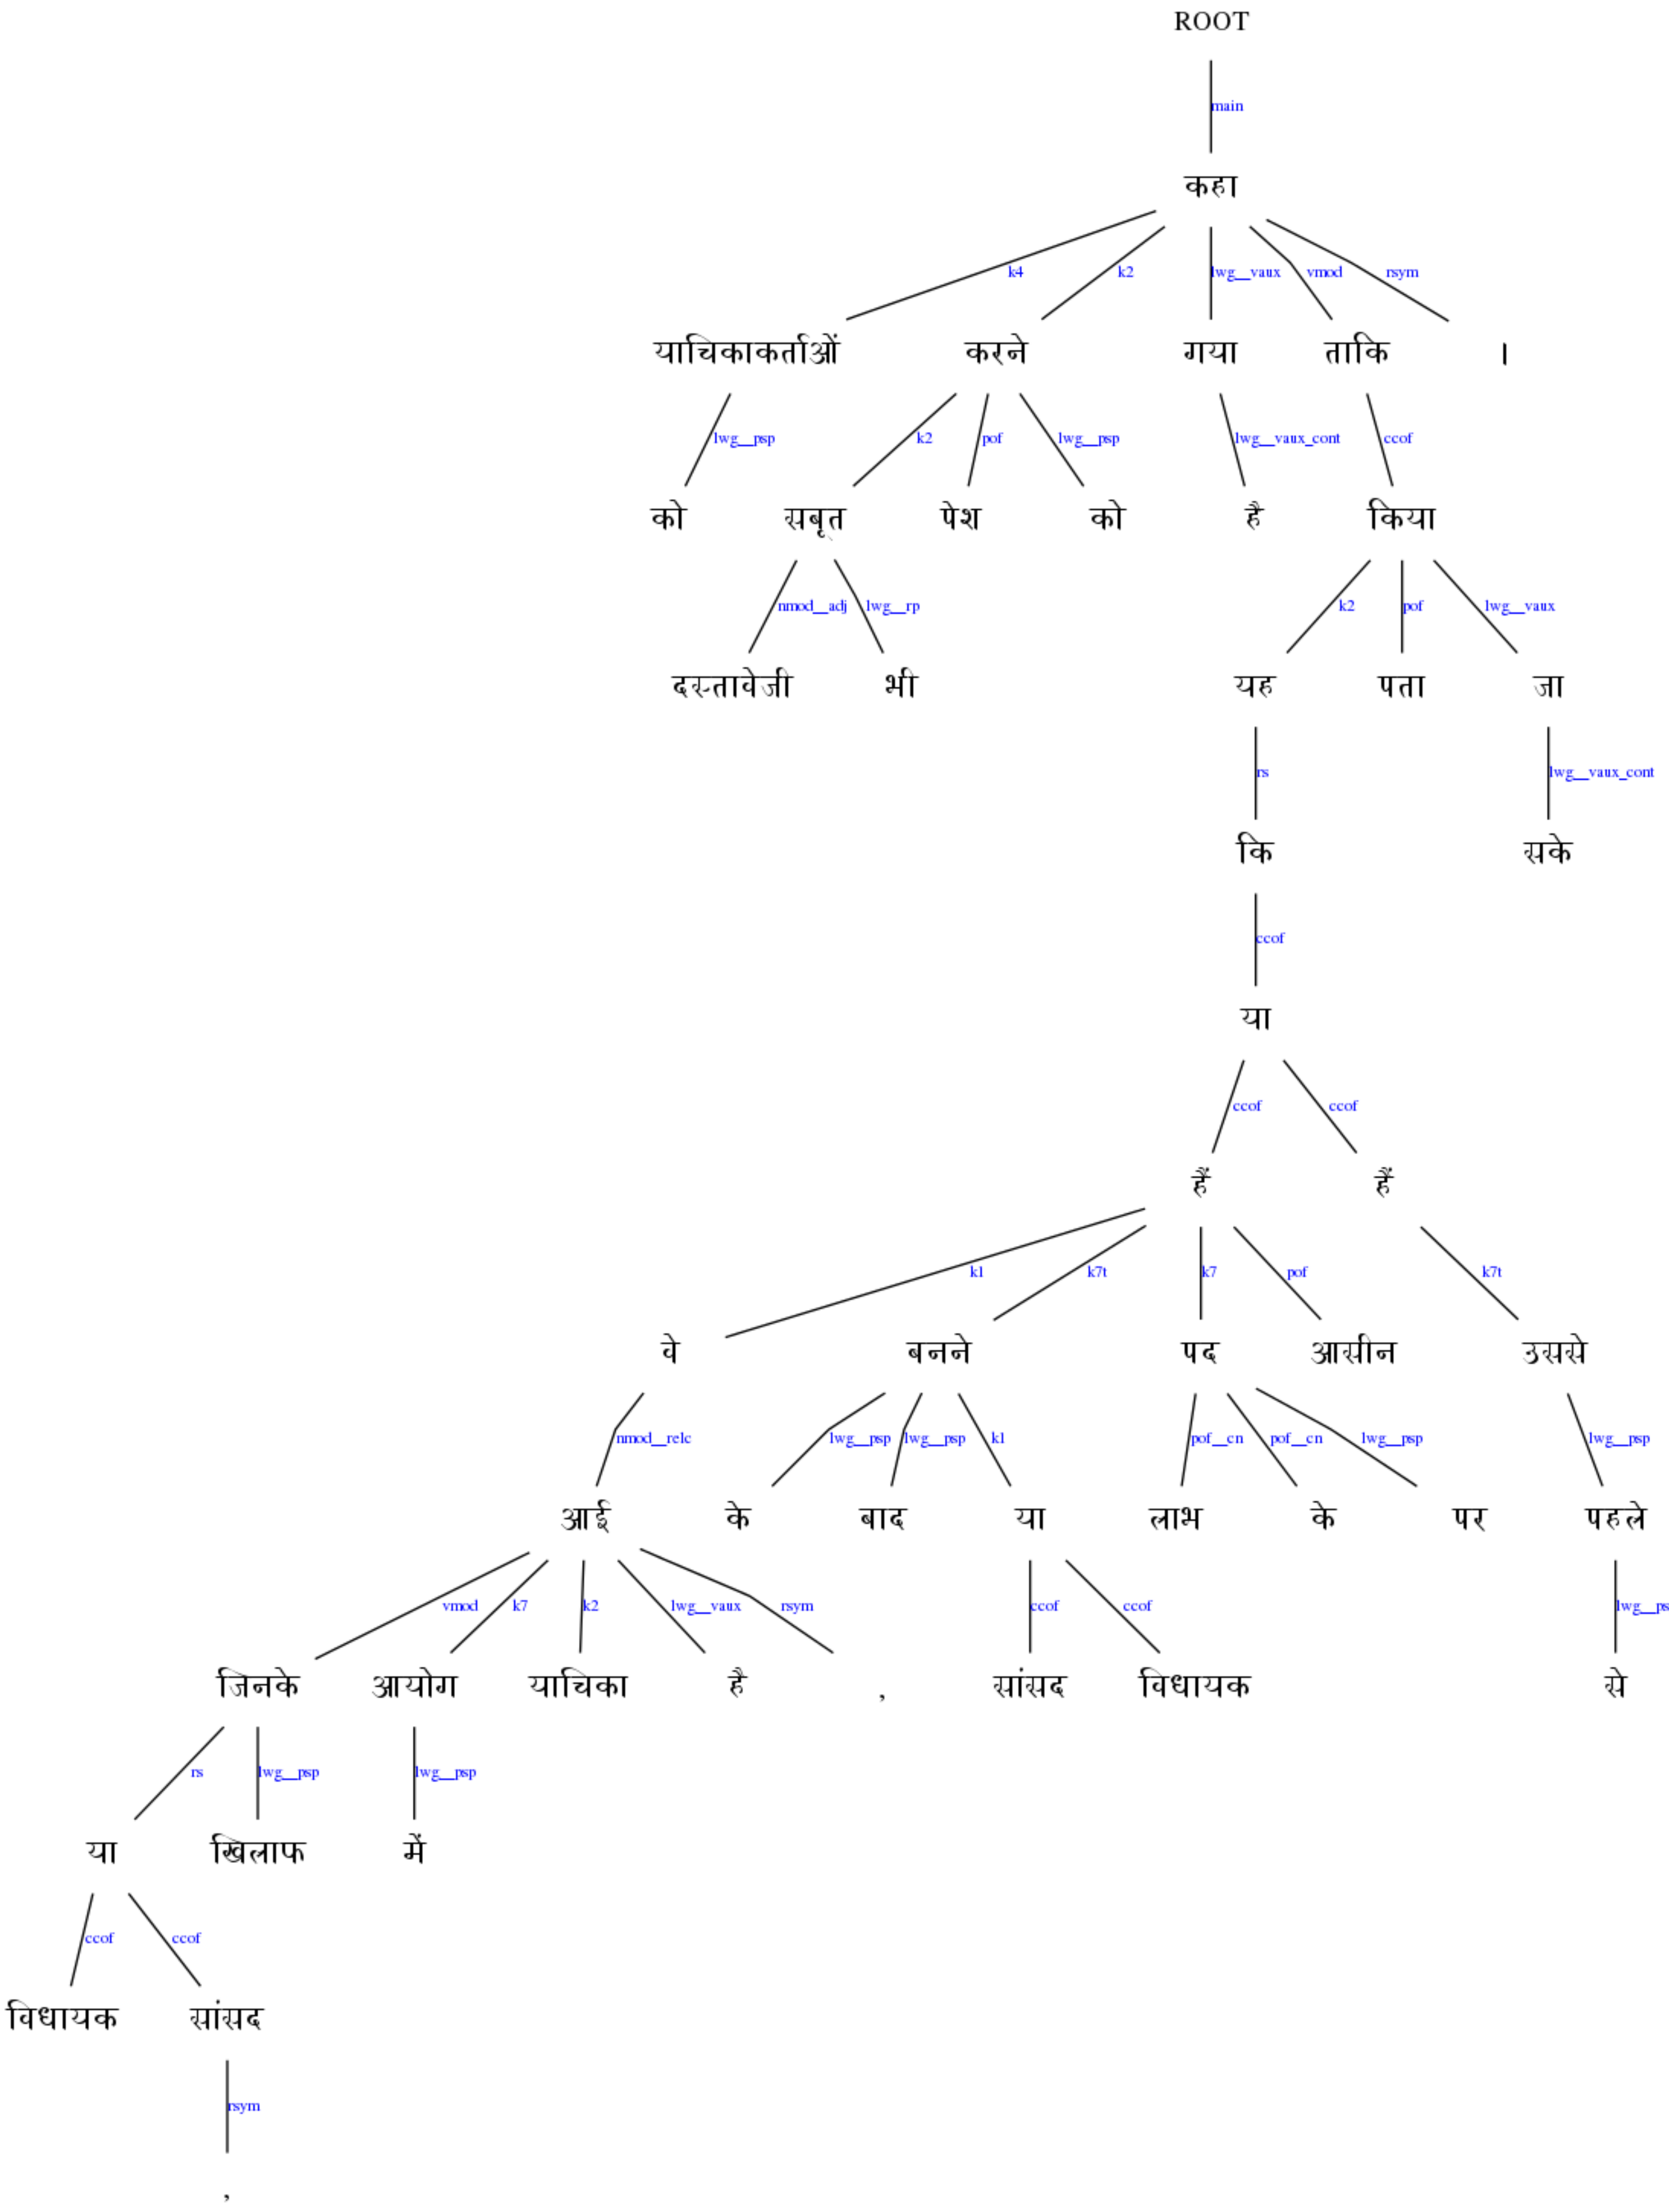 ROOT
main
कहा
k4 k2 lwg__vaux vmod rsym
याचिकाकर्ताओं करने गया ताकि ।
lwg__psp k2 pof lwg__psp lwg__vaux_cont ccof
को सबूत पेश को है किया
nmod__adj lwg__rp k2 pof lwg__vaux
दस्तावेजी भी यह पता जा
rs lwg__vaux_cont
कि सके
ccof
या
ccof ccof
हैं हैं
k1 k7t k7 pof k7t
वे बनने पद आसीन उससे
nmod__relc lwg__psp lwg__psp k1 pof__cn pof__cn lwg__psp lwg__psp
आई के बाद या लाभ के पर पहले
vmod k7 k2 lwg__vaux rsym ccof ccof lwg__ps
जिनके आयोग याचिका है , सांसद विधायक से
rs lwg__psp lwg__psp
या खिलाफ में
ccof ccof
विधायक सांसद
rsym
,